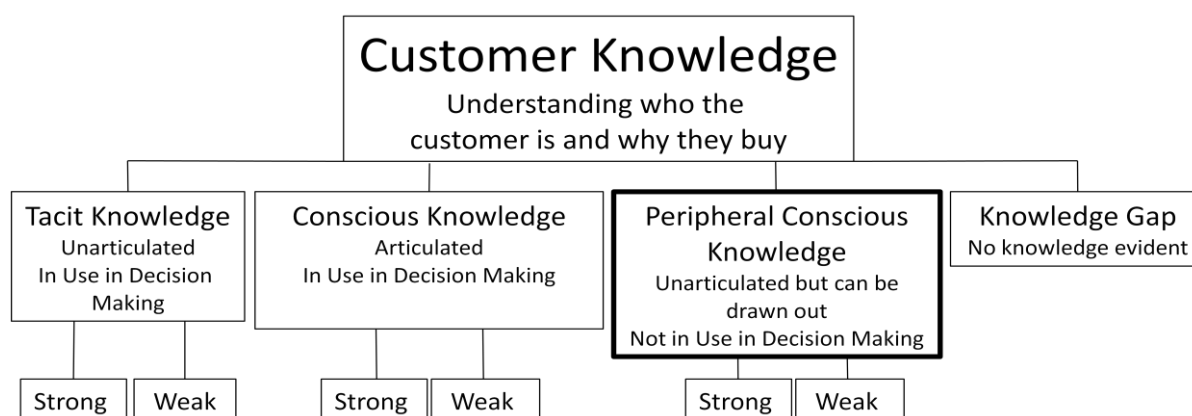 Customer Knowledge
Understanding who the
customer is and why they buy
Tacit Knowledge
Unarticulated
In Use in Decision
Making
Conscious Knowledge
Articulated
In Use in Decision Making
Peripheral Conscious
Knowledge
Unarticulated but can be
drawn out
Not in Use in Decision Making
Knowledge Gap
No knowledge evident
Strong
Weak
Strong
Weak
Strong
Weak